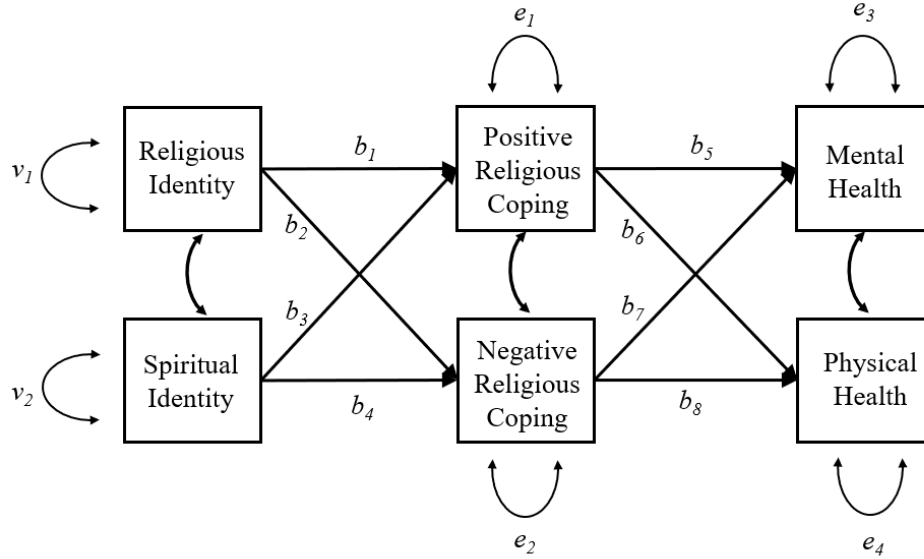 e₁
e₃
v₁
Religious
Identity
b₁
Positive
Religious
Coping
b₅
Mental
Health
b₂
b₆
b₃
b₇
v₂
Spiritual
Identity
b₄
Negative
Religious
Coping
b₈
Physical
Health
e₂
e₄